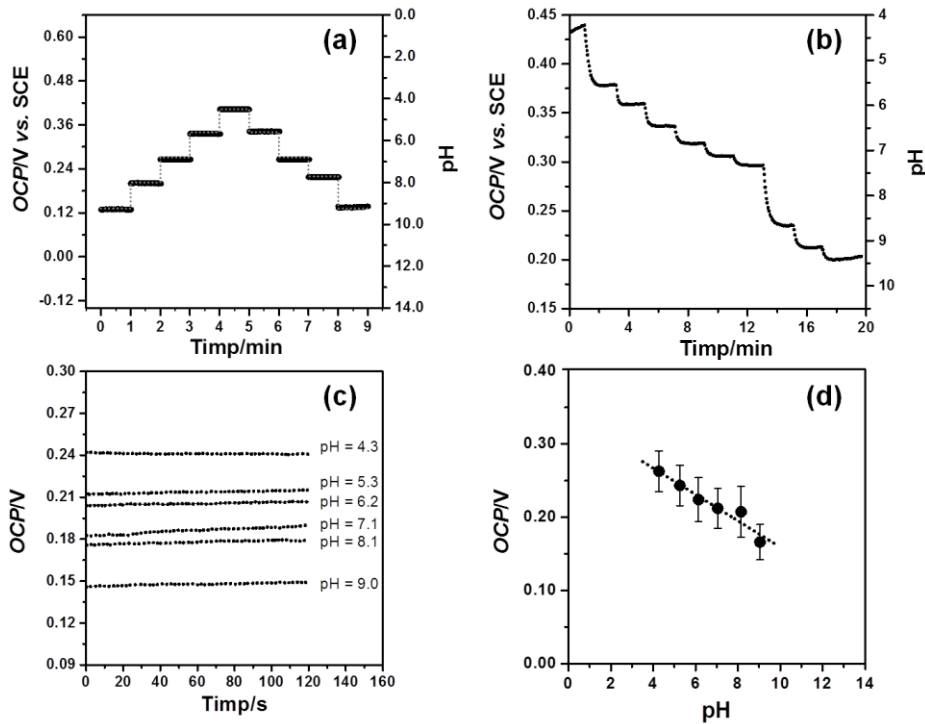 (a)
OCP/V vs. SCE
0.60
0.48
0.36
0.24
0.12
0.00
-0.12
0.0
2.0
4.0
6.0
8.0
10.0
12.0
14.0
pH
0 1 2 3 4 5 6 7 8 9
Timp/min
(b)
OCP/V vs. SCE
0.45
0.40
0.35
0.30
0.25
0.20
0.15
4
5
6
7
8
9
10
pH
0 4 8 12 16 20
Timp/min
(c)
OCP/V
0.30
0.27
0.24
0.21
0.18
0.15
0.12
0.09
pH = 4.3
pH = 5.3
pH = 6.2
pH = 7.1
pH = 8.1
pH = 9.0
0 20 40 60 80 100 120 140 160
Timp/s
(d)
OCP/V
0.40
0.30
0.20
0.10
0.00
0 2 4 6 8 10 12 14
pH